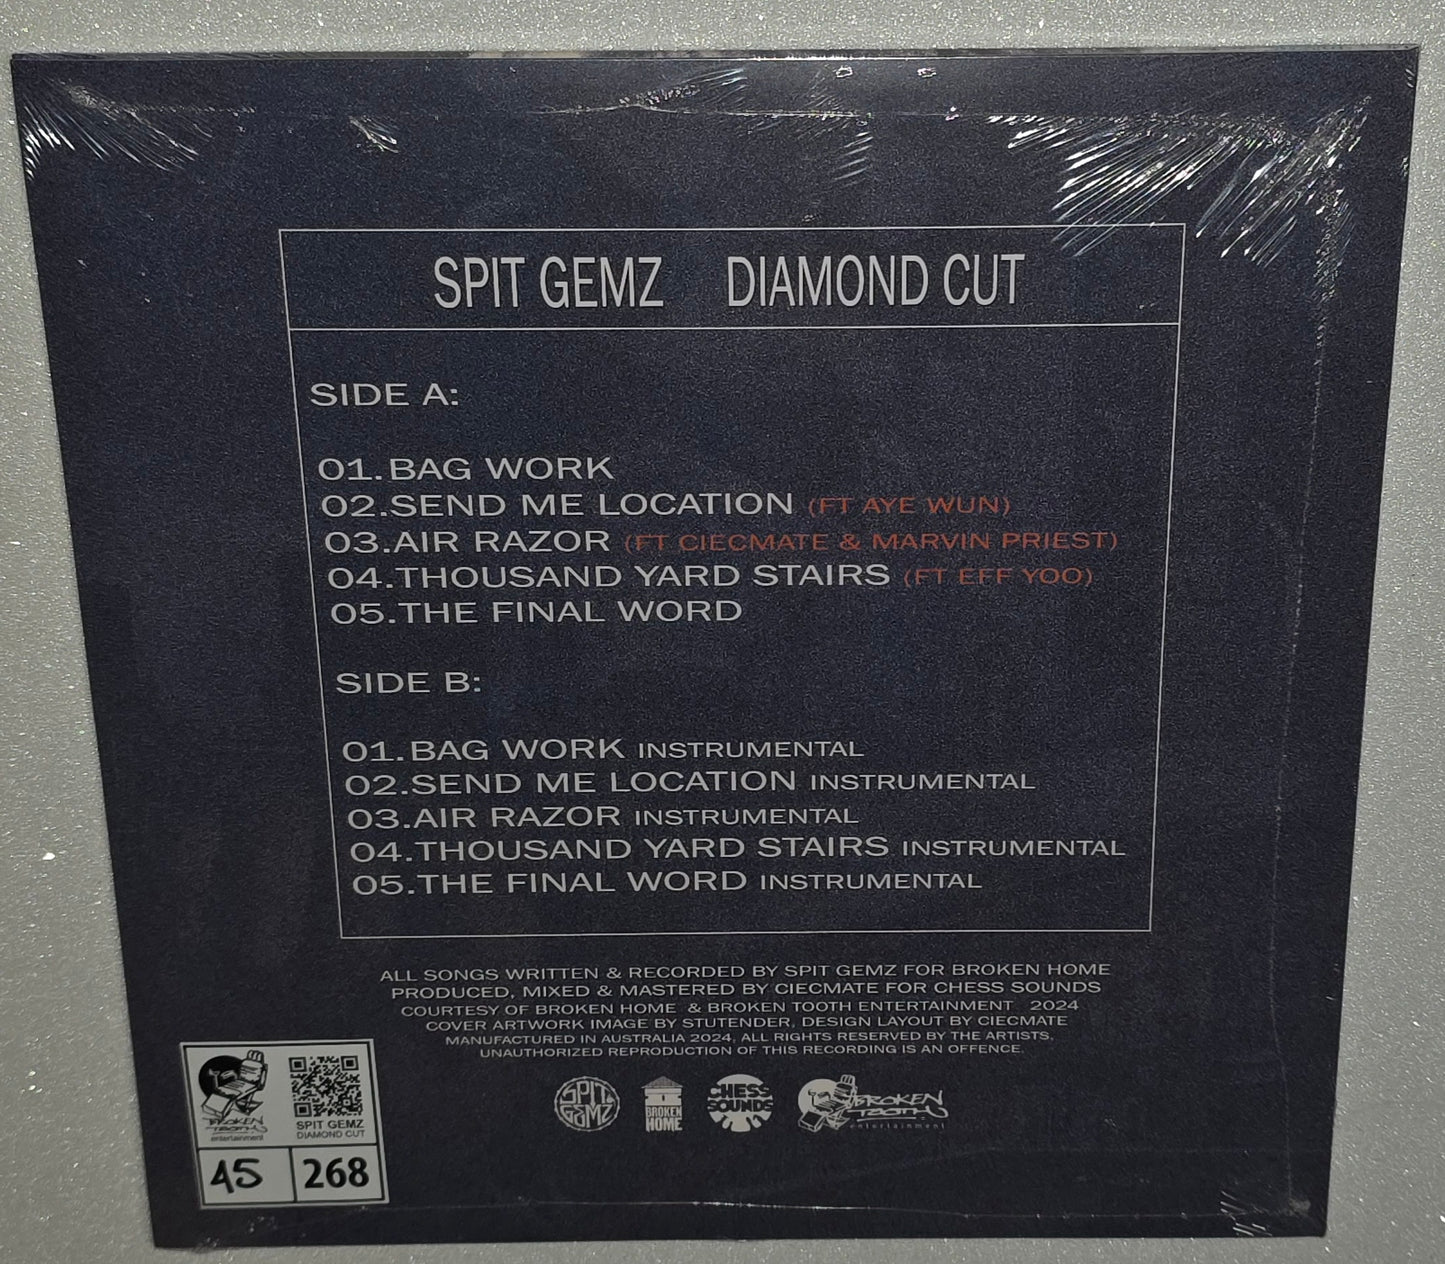 SPIT GEMZ DIAMOND CUT
SIDE A:
01.BAG WORK
02.SEND ME LOCATION (FT AYE WUN)
03.AIR RAZOR (FT CIECMATE & MARVIN PRIEST)
04.THOUSAND YARD STAIRS (FT EFF YOO)
05.THE FINAL WORD
SIDE B:
01.BAG WORK INSTRUMENTAL
02.SEND ME LOCATION INSTRUMENTAL
03.AIR RAZOR INSTRUMENTAL
04.THOUSAND YARD STAIRS INSTRUMENTAL
05.THE FINAL WORD INSTRUMENTAL
ALL SONGS WRITTEN & RECORDED BY SPIT GEMZ FOR BROKEN HOME
PRODUCED, MIXED & MASTERED BY CIECMATE FOR CHESS SOUNDS
COURTESY OF BROKEN HOME & BROKEN TOOTH ENTERTAINMENT 2024
COVER ARTWORK IMAGE BY STUTENDER, DESIGN LAYOUT BY CIECMATE
MANUFACTURED IN AUSTRALIA 2024, ALL RIGHTS RESERVED BY THE ARTISTS,
UNAUTHORIZED REPRODUCTION OF THIS RECORDING IS AN OFFENCE.
SPIT GEMZ
BROKEN
HOME
CHESS
SOUNDS
BROKEN
TOOTH
entertainment
BROKEN
TOOTH
entertainment
SPIT GEMZ
DIAMOND CUT
45
268